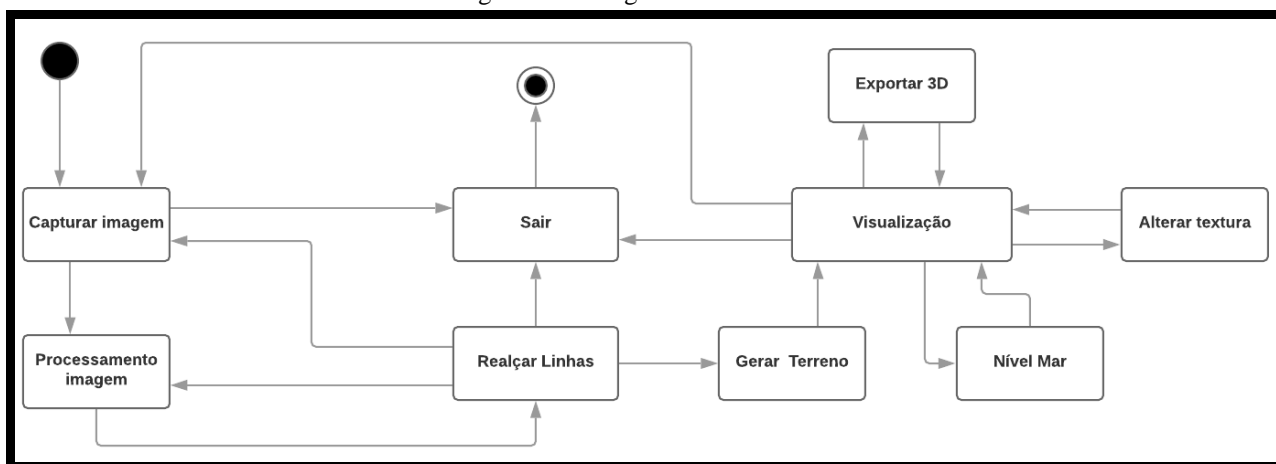 Exportar 3D
Capturar imagem
Sair
Visualização
Alterar textura
Processamento
imagem
Realçar Linhas
Gerar Terreno
Nível Mar